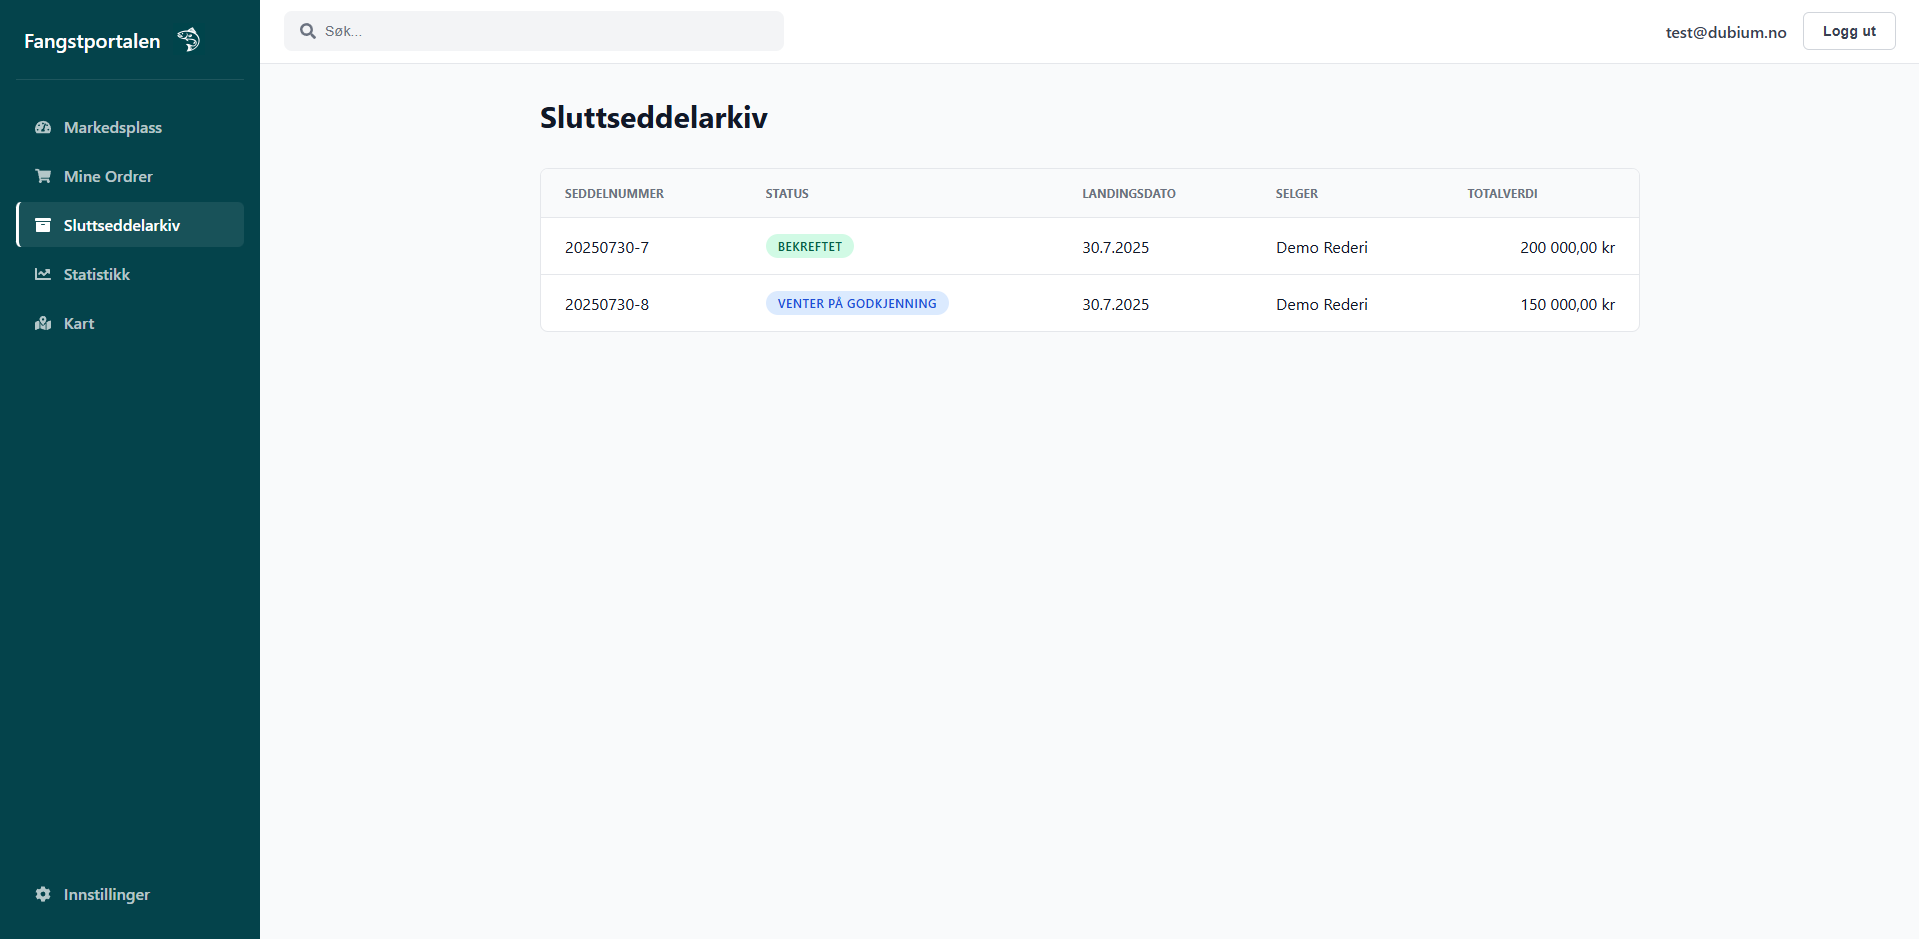 Fangstportalen
Søk...
test@dubium.no
Logg ut
Markedsplass
Mine Ordrer
Sluttseddelarkiv
Statistikk
Kart
Innstillinger
Sluttseddelarkiv
SEDDELNUMMER STATUS LANDINGSDATO SELGER TOTALVERDI
20250730-7 BEKREFTET 30.7.2025 Demo Rederi 200 000,00 kr
20250730-8 VENTER PÅ GODKJENNING 30.7.2025 Demo Rederi 150 000,00 kr